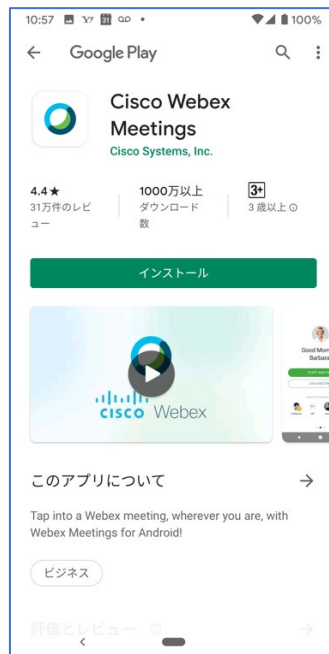 10:57 100%
Google Play
Cisco Webex
Meetings
Cisco Systems, Inc.
4.4★ 1000万以上 3+
31万件のレビ ダウンロード 3 歳以上
ュー 数
インストール
cisco Webex
Good Morn
Barbara
このアプリについて
Tap into a Webex meeting, wherever you are, with
Webex Meetings for Android!
ビジネス
評価とレビュー